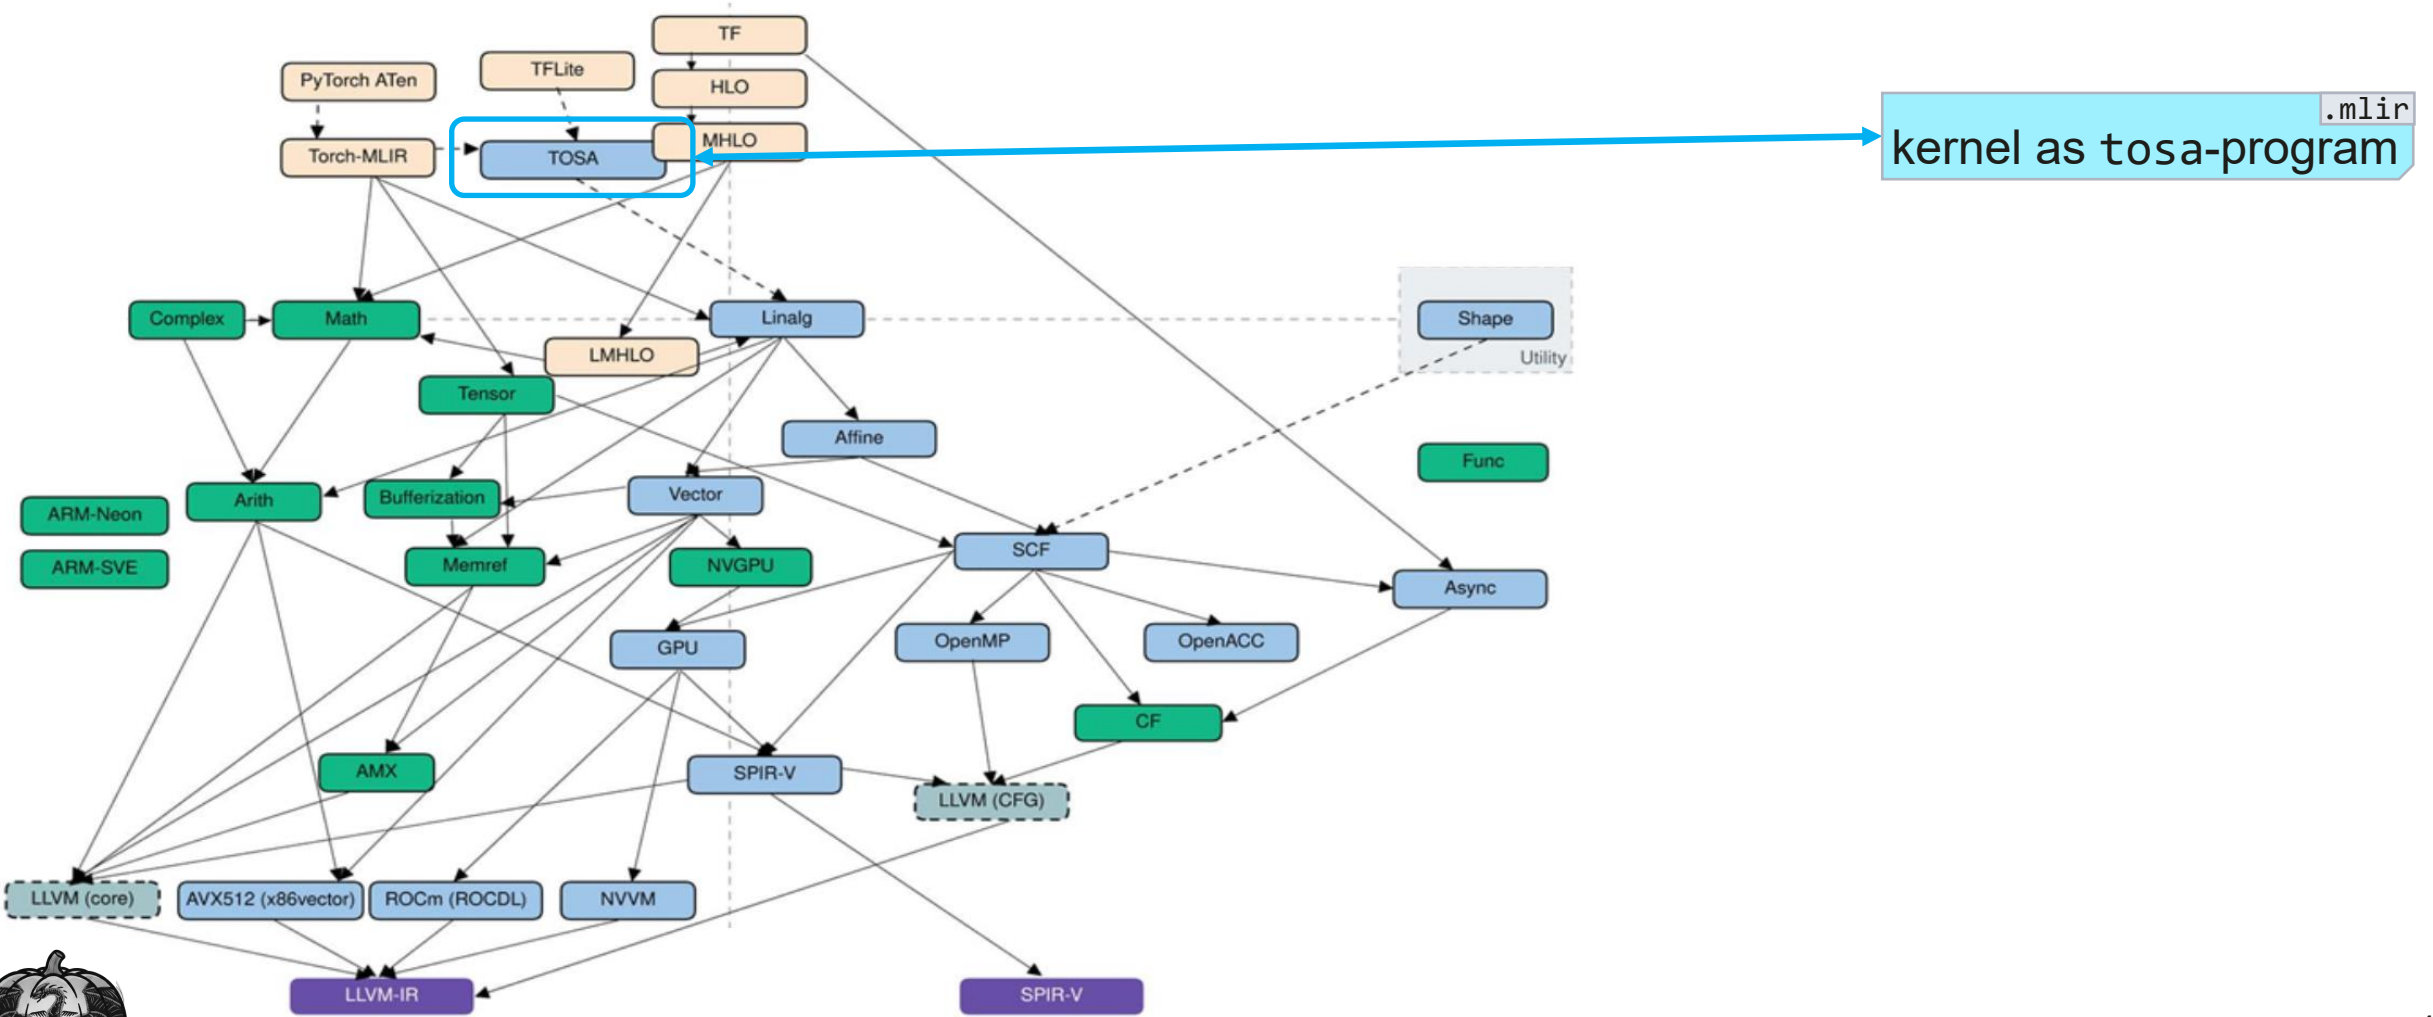 TF
PyTorch ATen
TFLite
HLO
.mlir
kernel as tosa-program
Torch-MLIR
TOSA
MHLO
Complex
Math
Linalg
Shape
Utility
LMHLO
Tensor
Affine
Func
ARM-Neon
Arith
Bufferization
Vector
ARM-SVE
Memref
NVGPU
SCF
Async
GPU
OpenMP
OpenACC
CF
AMX
SPIR-V
LLVM (CFG)
LLVM (core)
AVX512 (x86vector)
ROCm (ROCDL)
NVVM
LLVM-IR
SPIR-V